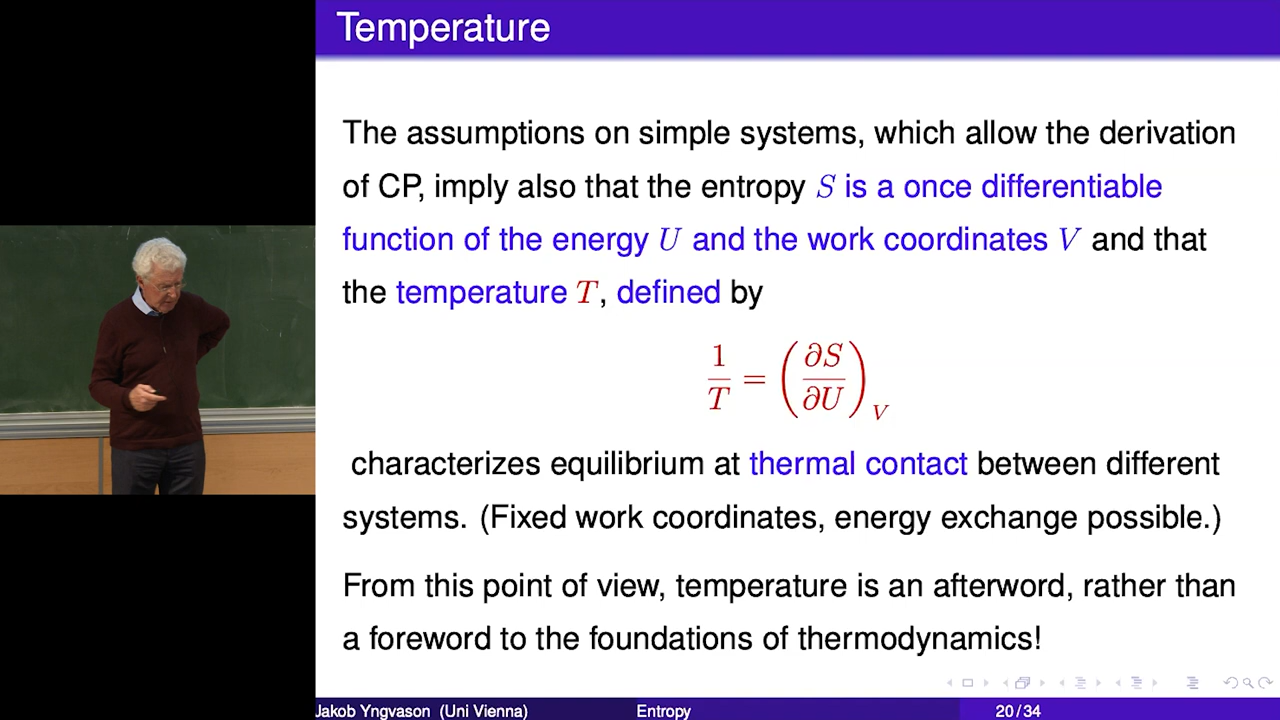 Temperature
The assumptions on simple systems, which allow the derivation
of CP, imply also that the entropy S is a once differentiable
function of the energy U and the work coordinates V and that
the temperature T, defined by
1/T = (∂S/∂U)_V
characterizes equilibrium at thermal contact between different
systems. (Fixed work coordinates, energy exchange possible.)
From this point of view, temperature is an afterword, rather than
a foreword to the foundations of thermodynamics!
Jakob Yngvason (Uni Vienna) Entropy 20/34